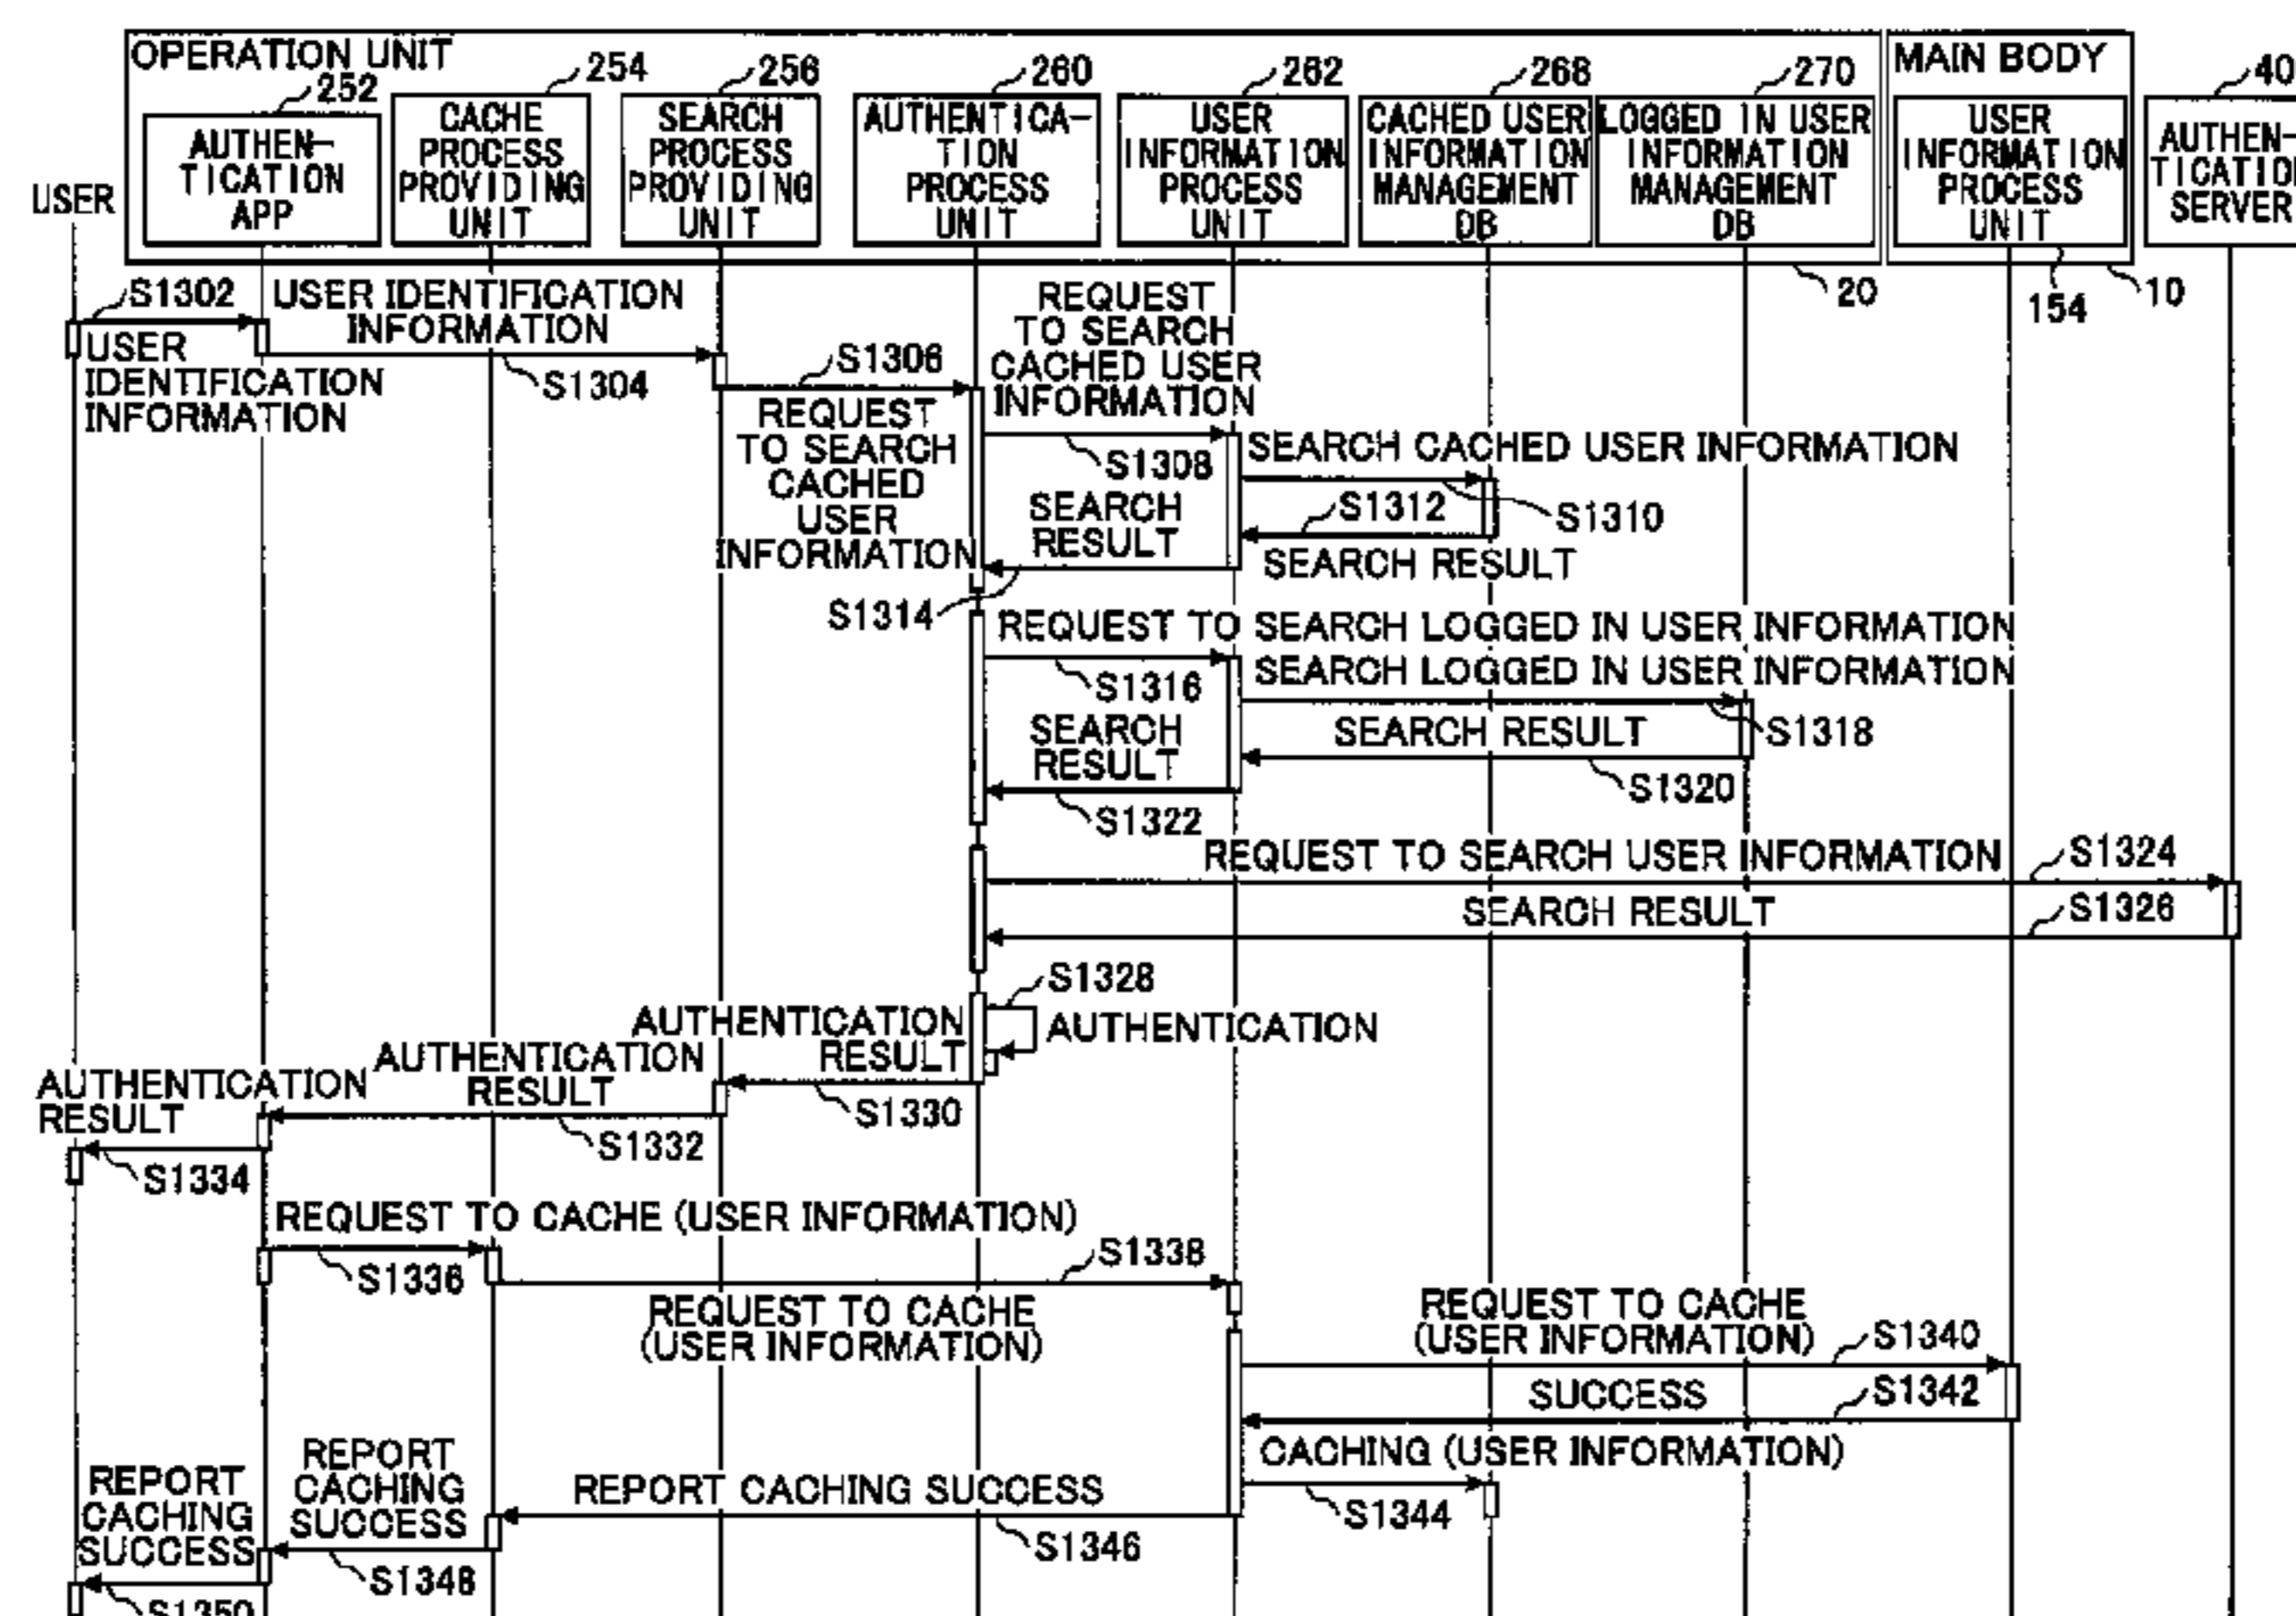 OPERATION UNIT
MAIN BODY
252
254
256
260
262
268
270
40
USER
AUTHEN-
TICATION
APP
CACHE
PROCESS
PROVIDING
UNIT
SEARCH
PROCESS
PROVIDING
UNIT
AUTHENTICA-
TION
PROCESS
UNIT
USER
INFORMATION
PROCESS
UNIT
CACHED USER
INFORMATION
MANAGEMENT
DB
LOGGED IN USER
INFORMATION
MANAGEMENT
DB
USER
INFORMATION
PROCESS
UNIT
AUTHEN-
TICATION
SERVER
20
154
10
S1302
USER IDENTIFICATION
INFORMATION
USER
IDENTIFICATION
INFORMATION
S1304
S1306
REQUEST
TO SEARCH
CACHED
USER
INFORMATION
REQUEST
TO SEARCH
CACHED USER
INFORMATION
S1308
SEARCH CACHED USER INFORMATION
S1310
S1312
SEARCH
RESULT
SEARCH RESULT
S1314
REQUEST TO SEARCH LOGGED IN USER INFORMATION
S1316
SEARCH LOGGED IN USER INFORMATION
S1318
SEARCH
RESULT
SEARCH RESULT
S1320
S1322
REQUEST TO SEARCH USER INFORMATION
S1324
SEARCH RESULT
S1326
S1328
AUTHENTICATION
AUTHENTICATION
RESULT
S1330
AUTHENTICATION
RESULT
S1332
AUTHENTICATION
RESULT
S1334
REQUEST TO CACHE (USER INFORMATION)
S1336
S1338
REQUEST TO CACHE
(USER INFORMATION)
REQUEST TO CACHE
(USER INFORMATION)
S1340
SUCCESS
S1342
CACHING (USER INFORMATION)
S1344
REPORT CACHING SUCCESS
S1346
REPORT
CACHING
SUCCESS
S1348
REPORT
CACHING
SUCCESS
S1350